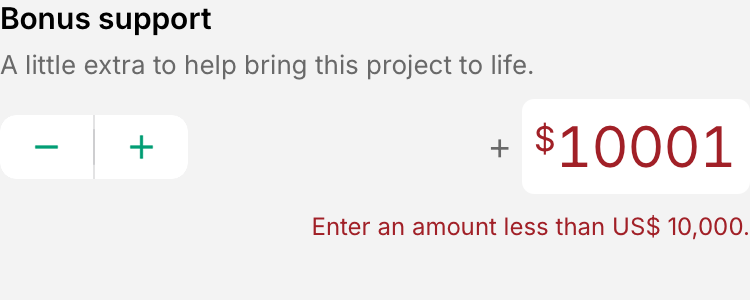 Bonus support
A little extra to help bring this project to life.
− + + $10001
Enter an amount less than US$ 10,000.